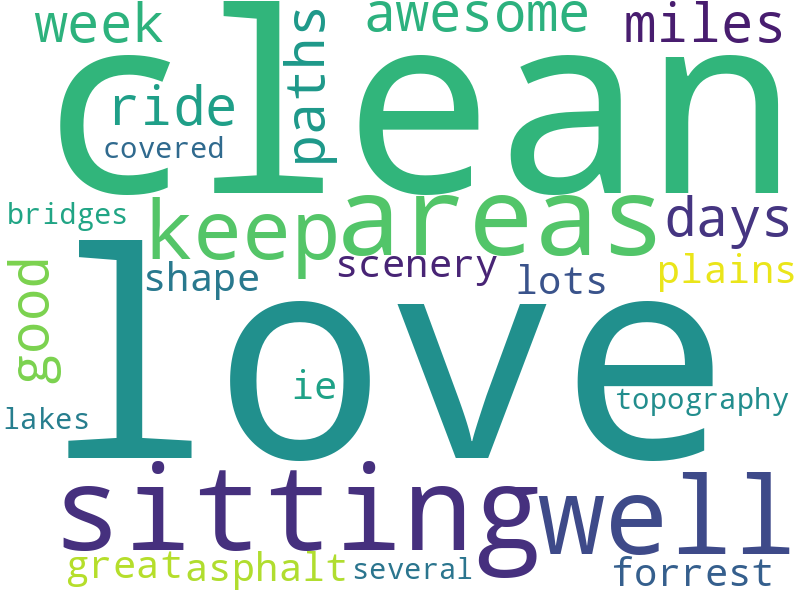 week
awesome
miles
clean
paths
ride
covered
bridges
keep
areas
days
shape
scenery
lots
plains
good
love
ie
topography
lakes
sitting
well
great
asphalt
several
forrest